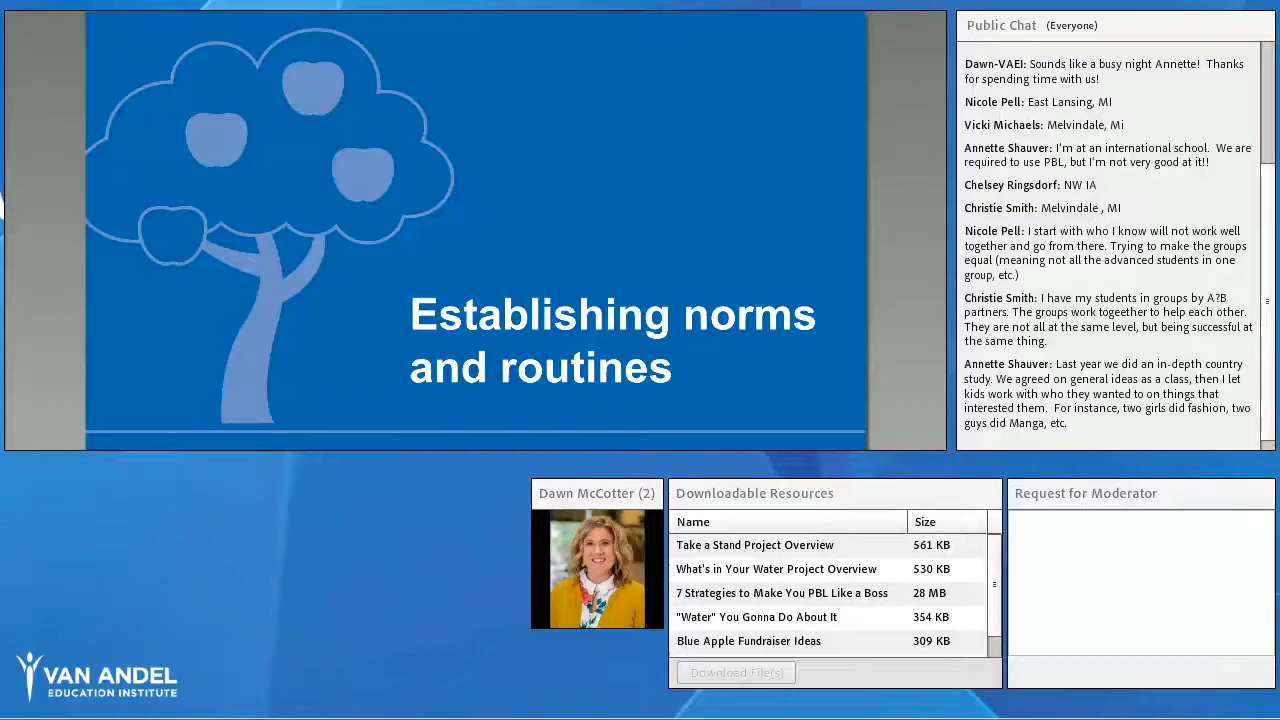 Establishing norms
and routines
Public Chat (Everyone)
Dawn-VAEI: Sounds like a busy night Annette! Thanks
for spending time with us!
Nicole Pell: East Lansing, MI
Vicki Michaels: Melvindale, Mi
Annette Shauver: I'm at an international school. We are
required to use PBL, but I'm not very good at it!!
Chelsey Ringsdorf: NW IA
Christie Smith: Melvindale , MI
Nicole Pell: I start with who I know will not work well
together and go from there. Trying to make the groups
equal (meaning not all the advanced students in one
group, etc.)
Christie Smith: I have my students in groups by A?B
partners. The groups work togeether to help each other.
They are not all at the same level, but being successful at
the same thing.
Annette Shauver: Last year we did an in-depth country
study. We agreed on general ideas as a class, then I let
kids work with who they wanted to on things that
interested them. For instance, two girls did fashion, two
guys did Manga, etc.
Dawn McCotter (2)
Downloadable Resources
Name Size
Take a Stand Project Overview 561 KB
What's in Your Water Project Overview 530 KB
7 Strategies to Make You PBL Like a Boss 28 MB
"Water" You Gonna Do About It 354 KB
Blue Apple Fundraiser Ideas 309 KB
Download File(s)
Request for Moderator
VAN ANDEL
EDUCATION INSTITUTE